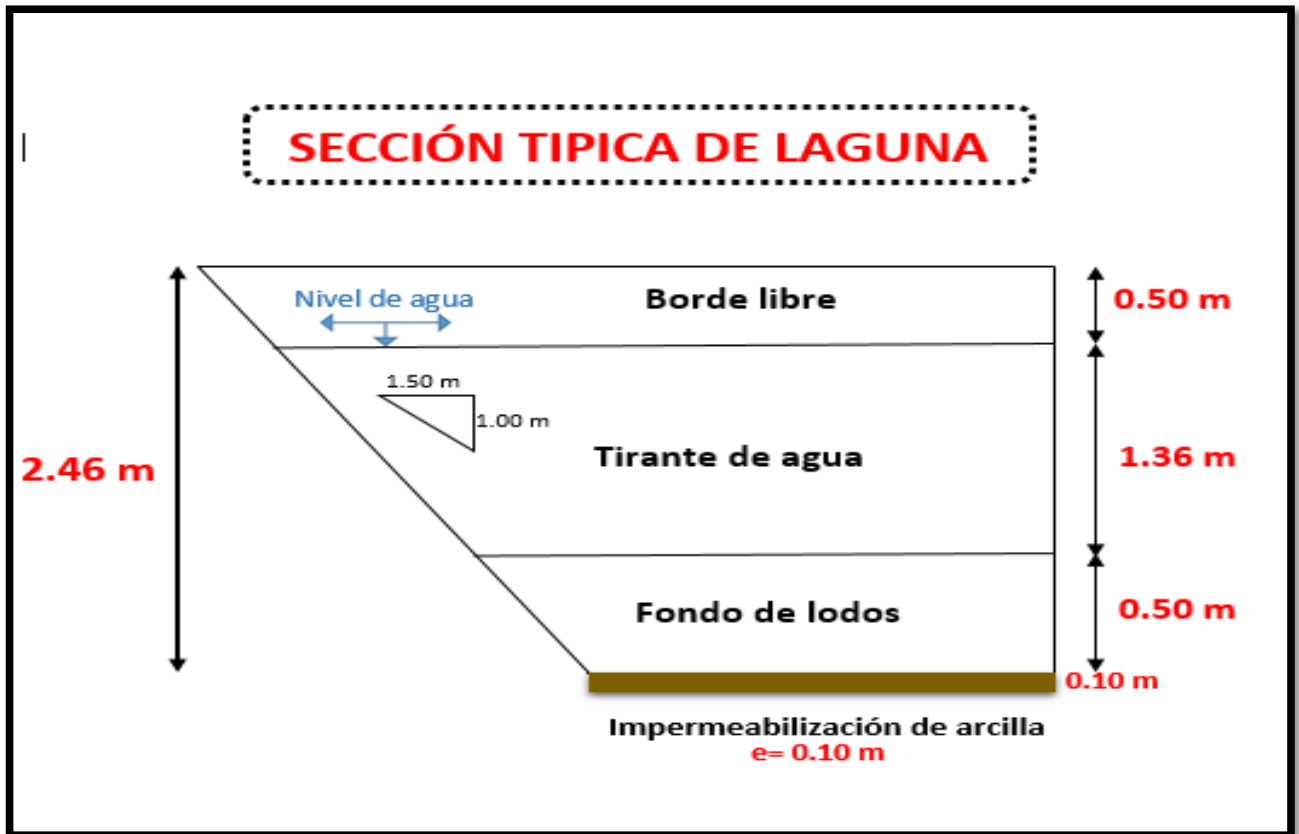 SECCIÓN TIPICA DE LAGUNA
Nivel de agua
Borde libre
0.50 m
1.50 m
1.00 m
2.46 m
Tirante de agua
1.36 m
Fondo de lodos
0.50 m
0.10 m
Impermeabilización de arcilla
e= 0.10 m